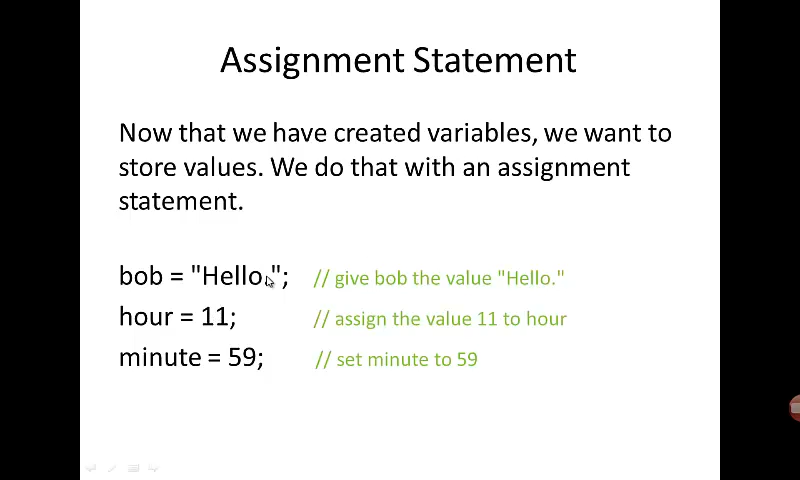 Assignment Statement
Now that we have created variables, we want to
store values. We do that with an assignment
statement.
bob = "Hello."; // give bob the value "Hello."
hour = 11; // assign the value 11 to hour
minute = 59; // set minute to 59